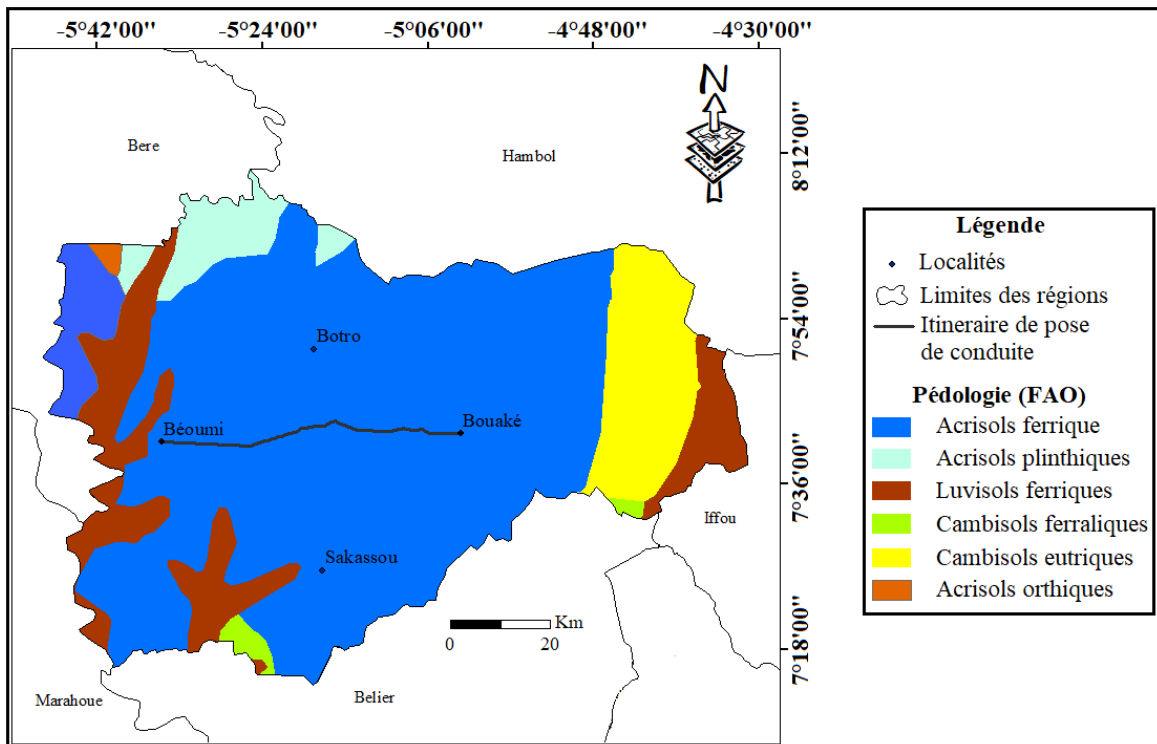 -5°42'00" -5°24'00" -5°06'00" -4°48'00" -4°30'00"
N
Bere
Hambol
8°12'00"
7°54'00"
7°36'00"
7°18'00"
Botro
Béoumi
Bouaké
Iffou
Sakassou
Km
0 20
Marahoue
Belier
Légende
Localités
Limites des régions
Itineraire de pose
de conduite
Pédologie (FAO)
Acrisols ferrique
Acrisols plinthiques
Luvisols ferriques
Cambisols ferraliques
Cambisols eutriques
Acrisols orthiques